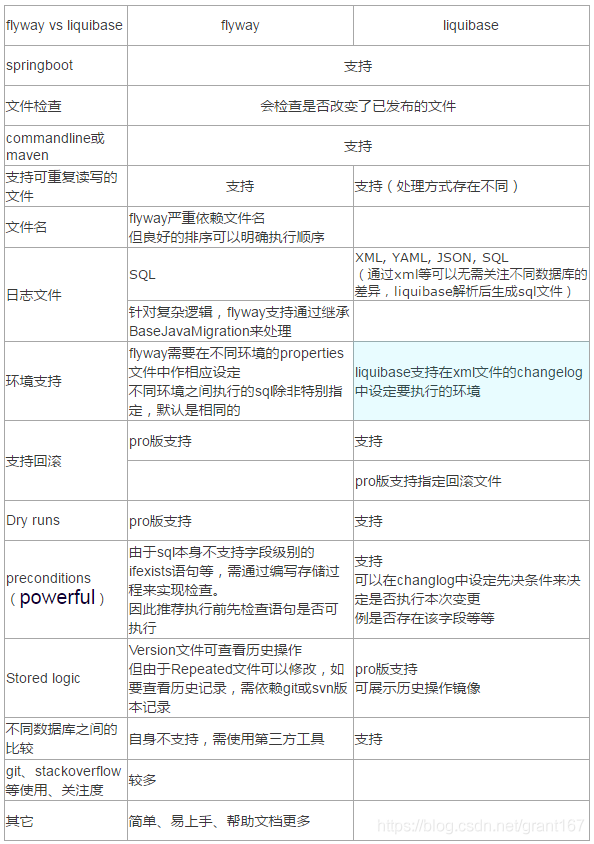 flyway vs liquibase
flyway
liquibase
springboot
支持
文件检查
会检查是否改变了已发布的文件
commandline或
maven
支持
支持可重复读写的
文件
支持
支持（处理方式存在不同）
文件名
flyway严重依赖文件名
但良好的排序可以明确执行顺序
日志文件
SQL
XML, YAML, JSON, SQL
（通过xml等可以无需关注不同数据库的
差异，liquibase解析后生成sql文件）
针对复杂逻辑，flyway支持通过继承
BaseJavaMigration来处理
环境支持
flyway需要在不同环境的properties
文件中作相应设定
不同环境之间执行的sql除非特别指
定，默认是相同的
liquibase支持在xml文件的changelog
中设定要执行的环境
支持回滚
pro版支持
支持
pro版支持指定回滚文件
Dry runs
pro版支持
支持
preconditions
（powerful）
由于sql本身不支持字段级别的
ifexists语句等，需通过编写存储过
程来实现检查。
因此推荐执行前先检查语句是否可
执行
支持
可以在changlog中设定先决条件来决
定是否执行本次变更
例是否存在该字段等等
Stored logic
Version文件可查看历史操作
但由于Repeated文件可以修改，如
要查看历史记录，需依赖git或svn版
本记录
pro版支持
可展示历史操作镜像
不同数据库之间的
比较
自身不支持，需使用第三方工具
支持
git、stackoverflow
等使用、关注度
较多
其它
简单、易上手、帮助文档更多
https://blog.csdn.net/grant167